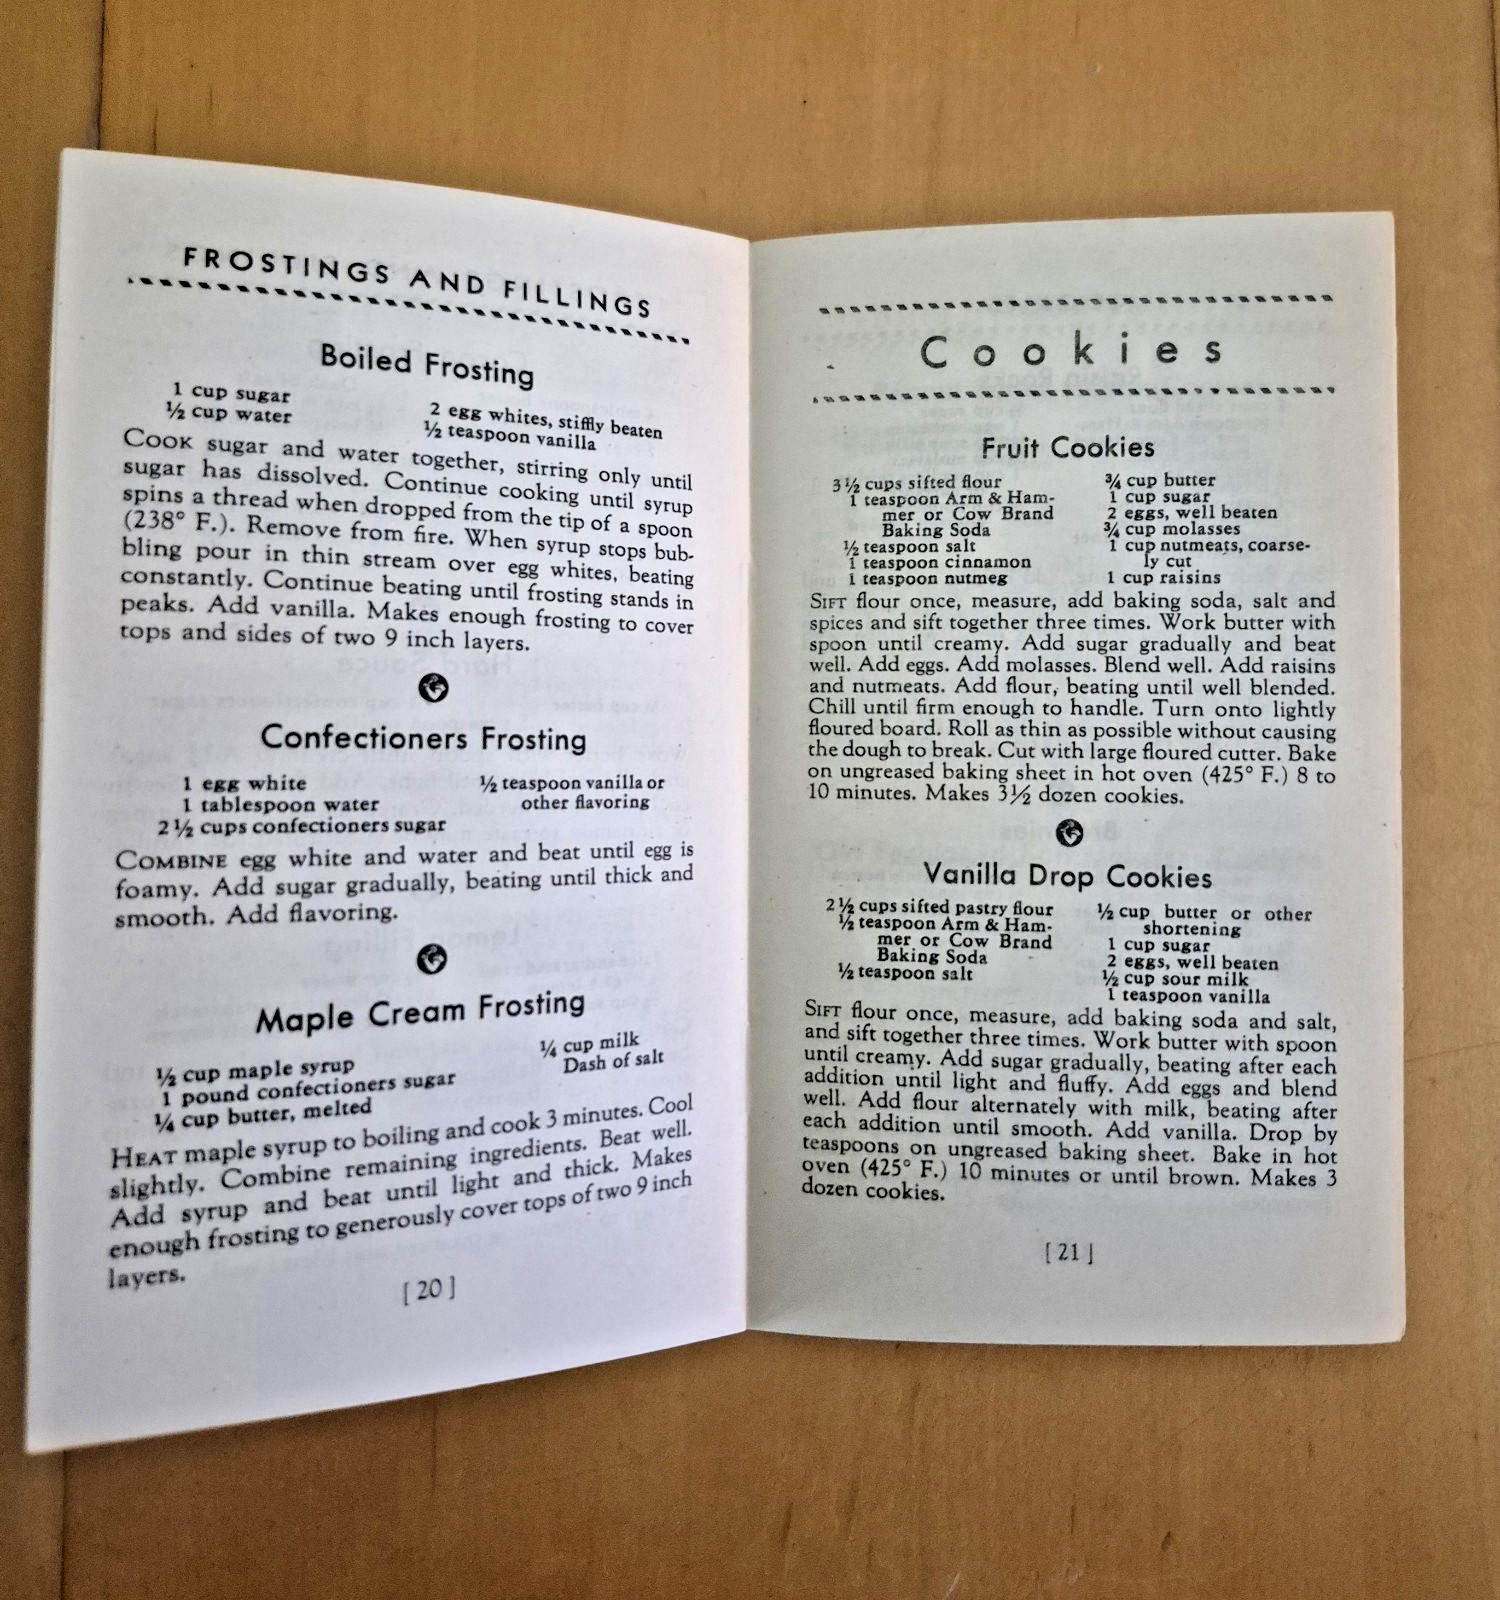 FROSTINGS AND FILLINGS
Boiled Frosting
1 cup sugar
½ cup water
2 egg whites, stiffly beaten
½ teaspoon vanilla
COOK sugar and water together, stirring only until
sugar has dissolved. Continue cooking until syrup
spins a thread when dropped from the tip of a spoon
(238° F.). Remove from fire. When syrup stops bub-
bling pour in thin stream over egg whites, beating
constantly. Continue beating until frosting stands in
peaks. Add vanilla. Makes enough frosting to cover
tops and sides of two 9 inch layers.
Confectioners Frosting
1 egg white
1 tablespoon water
2½ cups confectioners sugar
½ teaspoon vanilla or
other flavoring
COMBINE egg white and water and beat until egg is
foamy. Add sugar gradually, beating until thick and
smooth. Add flavoring.
Maple Cream Frosting
½ cup maple syrup
1 pound confectioners sugar
¼ cup butter, melted
¼ cup milk
Dash of salt
HEAT maple syrup to boiling and cook 3 minutes. Cool
slightly. Combine remaining ingredients. Beat well.
Add syrup and beat until light and thick. Makes
enough frosting to generously cover tops of two 9 inch
layers.
[ 20 ]
Cookies
Fruit Cookies
3½ cups sifted flour
1 teaspoon Arm & Ham-
mer or Cow Brand
Baking Soda
½ teaspoon salt
1 teaspoon cinnamon
1 teaspoon nutmeg
¾ cup butter
1 cup sugar
2 eggs, well beaten
¾ cup molasses
1 cup nutmeats, coarse-
ly cut
1 cup raisins
SIFT flour once, measure, add baking soda, salt and
spices and sift together three times. Work butter with
spoon until creamy. Add sugar gradually and beat
well. Add eggs. Add molasses. Blend well. Add raisins
and nutmeats. Add flour, beating until well blended.
Chill until firm enough to handle. Turn onto lightly
floured board. Roll as thin as possible without causing
the dough to break. Cut with large floured cutter. Bake
on ungreased baking sheet in hot oven (425° F.) 8 to
10 minutes. Makes 3½ dozen cookies.
Vanilla Drop Cookies
2½ cups sifted pastry flour
½ teaspoon Arm & Ham-
mer or Cow Brand
Baking Soda
½ teaspoon salt
½ cup butter or other
shortening
1 cup sugar
2 eggs, well beaten
½ cup sour milk
1 teaspoon vanilla
SIFT flour once, measure, add baking soda and salt,
and sift together three times. Work butter with spoon
until creamy. Add sugar gradually, beating after each
addition until light and fluffy. Add eggs and blend
well. Add flour alternately with milk, beating after
each addition until smooth. Add vanilla. Drop by
teaspoons on ungreased baking sheet. Bake in hot
oven (425° F.) 10 minutes or until brown. Makes 3
dozen cookies.
[ 21 ]